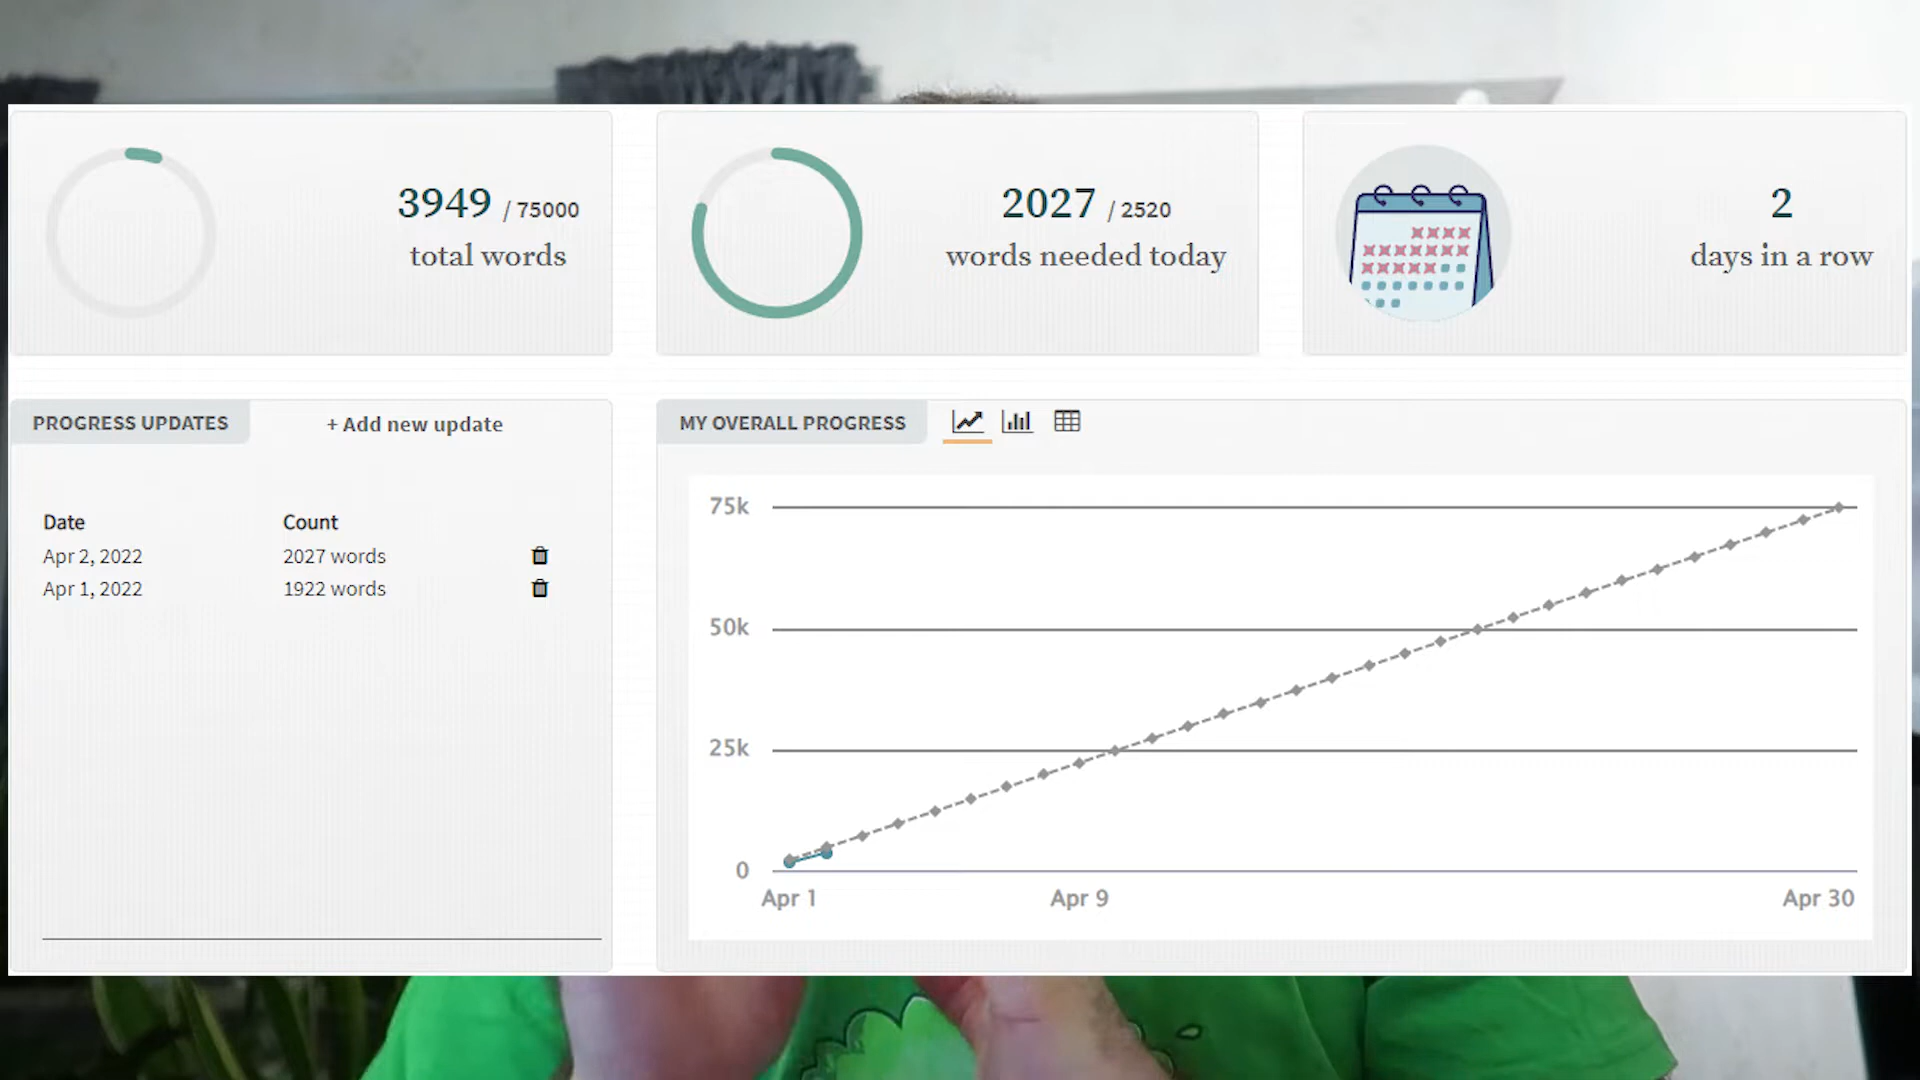 3949 / 75000
total words
2027 / 2520
words needed today
2
days in a row
PROGRESS UPDATES
+ Add new update
Date Count
Apr 2, 2022 2027 words
Apr 1, 2022 1922 words
MY OVERALL PROGRESS
75k
50k
25k
0
Apr 1 Apr 9 Apr 30